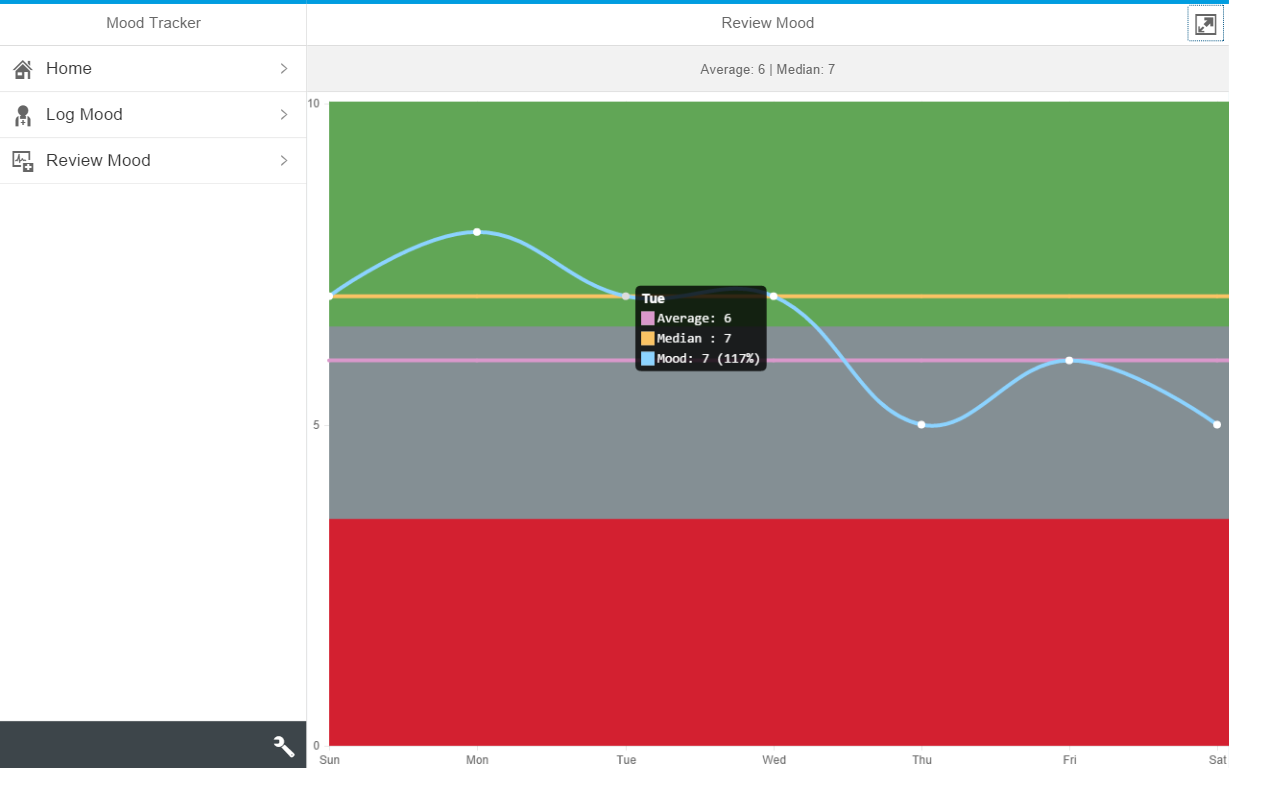 Mood Tracker
Review Mood
Home
Log Mood
Review Mood
Average: 6 | Median: 7
10
5
0
Tue
Average: 6
Median : 7
Mood: 7 (117%)
Sun Mon Tue Wed Thu Fri Sat